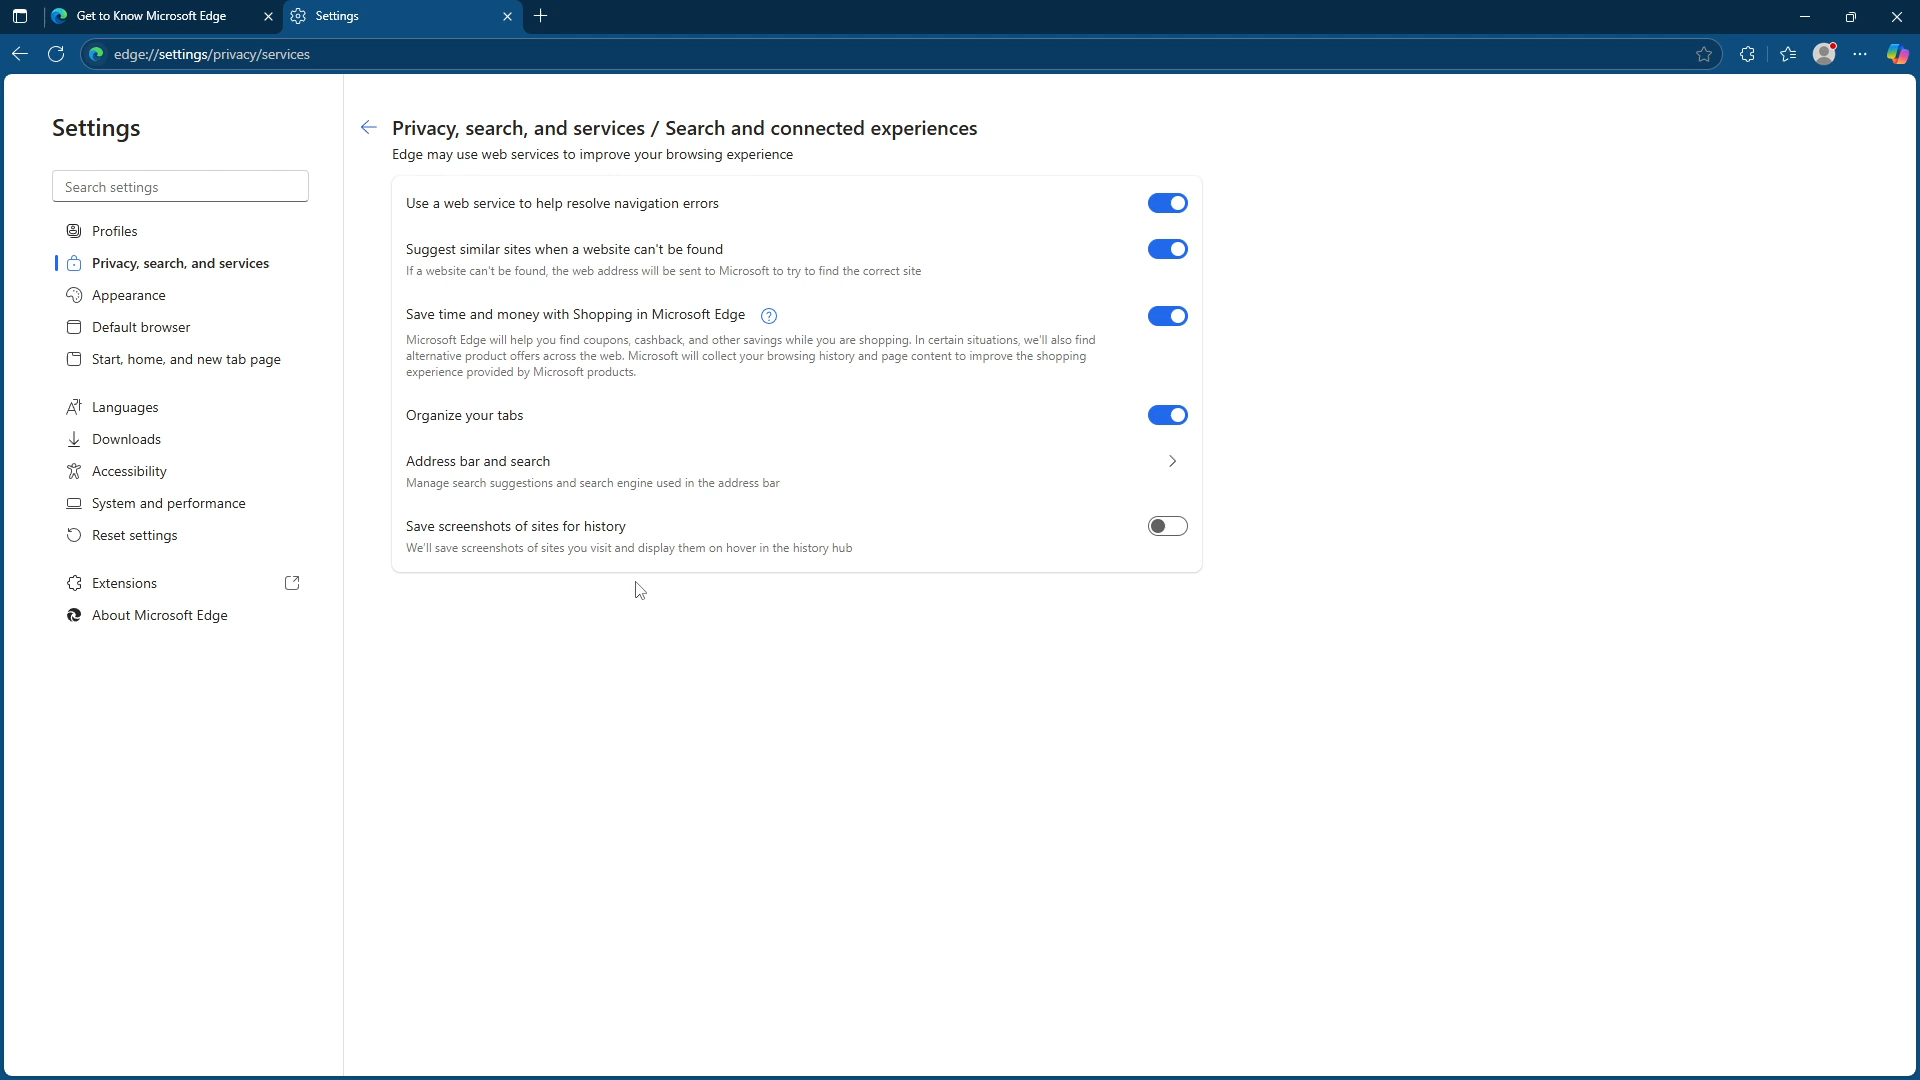 Get to Know Microsoft Edge
Settings
edge://settings/privacy/services
Settings
Search settings
Profiles
Privacy, search, and services
Appearance
Default browser
Start, home, and new tab page
Languages
Downloads
Accessibility
System and performance
Reset settings
Extensions
About Microsoft Edge
Privacy, search, and services / Search and connected experiences
Edge may use web services to improve your browsing experience
Use a web service to help resolve navigation errors
Suggest similar sites when a website can't be found
If a website can't be found, the web address will be sent to Microsoft to try to find the correct site
Save time and money with Shopping in Microsoft Edge
Microsoft Edge will help you find coupons, cashback, and other savings while you are shopping. In certain situations, we'll also find
alternative product offers across the web. Microsoft will collect your browsing history and page content to improve the shopping
experience provided by Microsoft products.
Organize your tabs
Address bar and search
Manage search suggestions and search engine used in the address bar
Save screenshots of sites for history
We'll save screenshots of sites you visit and display them on hover in the history hub